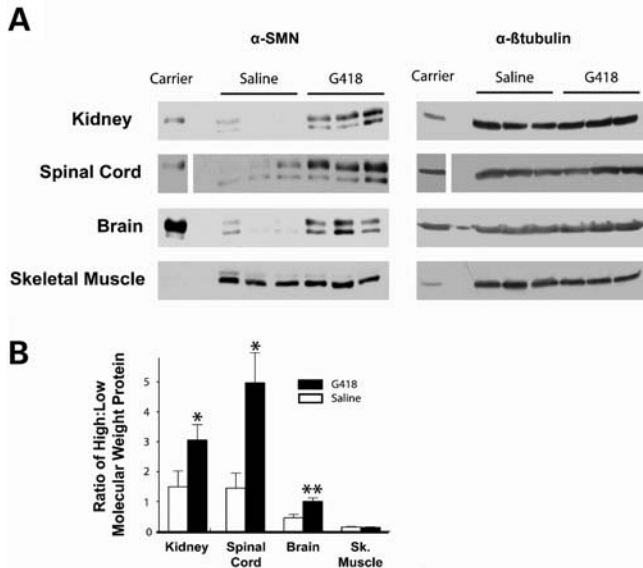 A
α-SMN
α-ßtubulin
Carrier
Saline
G418
Carrier
Saline
G418
Kidney
Spinal Cord
Brain
Skeletal Muscle
B
Ratio of High:Low
Molecular Weight Protein
5
4
3
2
1
0
*
*
**
G418
Saline
Kidney
Spinal
Cord
Brain
Sk.
Muscle